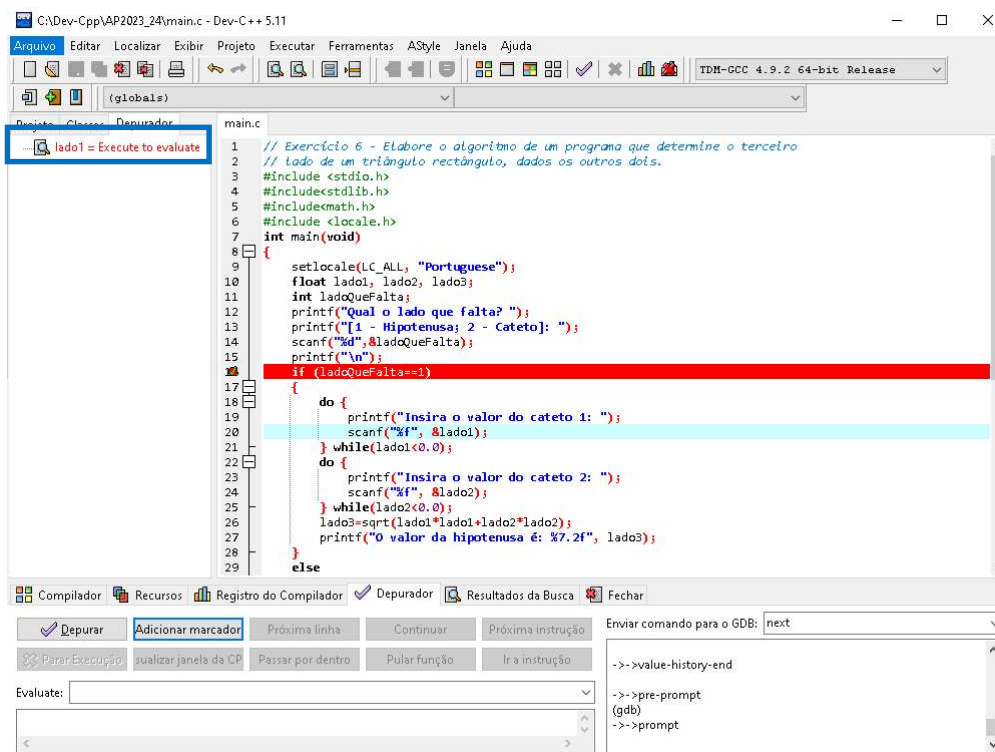 C:\Dev-Cpp\AP2023_24\main.c - Dev-C++ 5.11
Arquivo Editar Localizar Exibir Projeto Executar Ferramentas AStyle Janela Ajuda
TDM-GCC 4.9.2 64-bit Release
(globals)
Projeto Classes Depurador
main.c
lado1 = Execute to evaluate
1 // Exercício 6 - Elabore o algoritmo de um programa que determine o terceiro
2 // lado de um triângulo rectângulo, dados os outros dois.
3 #include <stdio.h>
4 #include<stdlib.h>
5 #include<math.h>
6 #include <locale.h>
7 int main(void)
8 {
9 setlocale(LC_ALL, "Portuguese");
10 float lado1, lado2, lado3;
11 int ladoQueFalta;
12 printf("Qual o lado que falta? ");
13 printf("[1 - Hipotenusa; 2 - Cateto]: ");
14 scanf("%d",&ladoQueFalta);
15 printf("\n");
if (ladoQueFalta==1)
17 {
18 do {
19 printf("Insira o valor do cateto 1: ");
20 scanf("%f", &lado1);
21 } while(lado1<0.0);
22 do {
23 printf("Insira o valor do cateto 2: ");
24 scanf("%f", &lado2);
25 } while(lado2<0.0);
26 lado3=sqrt(lado1*lado1+lado2*lado2);
27 printf("O valor da hipotenusa é: %7.2f", lado3);
28 }
29 else
Compilador Recursos Registro do Compilador Depurador Resultados da Busca Fechar
Depurar Adicionar marcador Próxima linha Continuar Próxima instrução
Parar Execução sualizar janela da CP Passar por dentro Pular função Ir a instrução
Evaluate:
Enviar comando para o GDB: next
->->value-history-end
->->pre-prompt
(gdb)
->->prompt